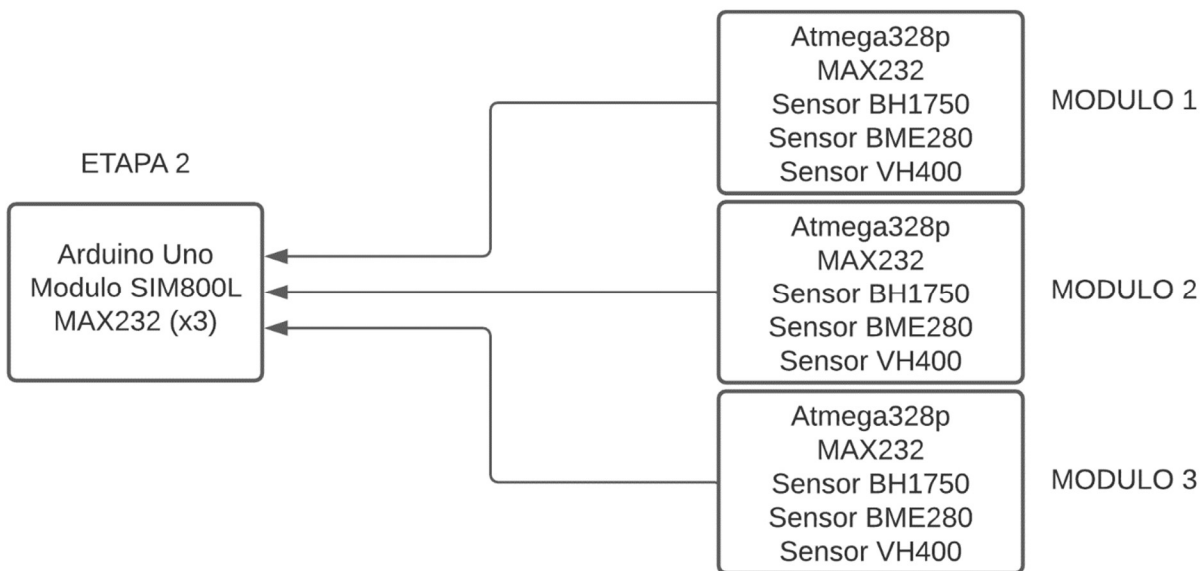 ETAPA 2
Arduino Uno
Modulo SIM800L
MAX232 (x3)
Atmega328p
MAX232
Sensor BH1750
Sensor BME280
Sensor VH400
MODULO 1
Atmega328p
MAX232
Sensor BH1750
Sensor BME280
Sensor VH400
MODULO 2
Atmega328p
MAX232
Sensor BH1750
Sensor BME280
Sensor VH400
MODULO 3